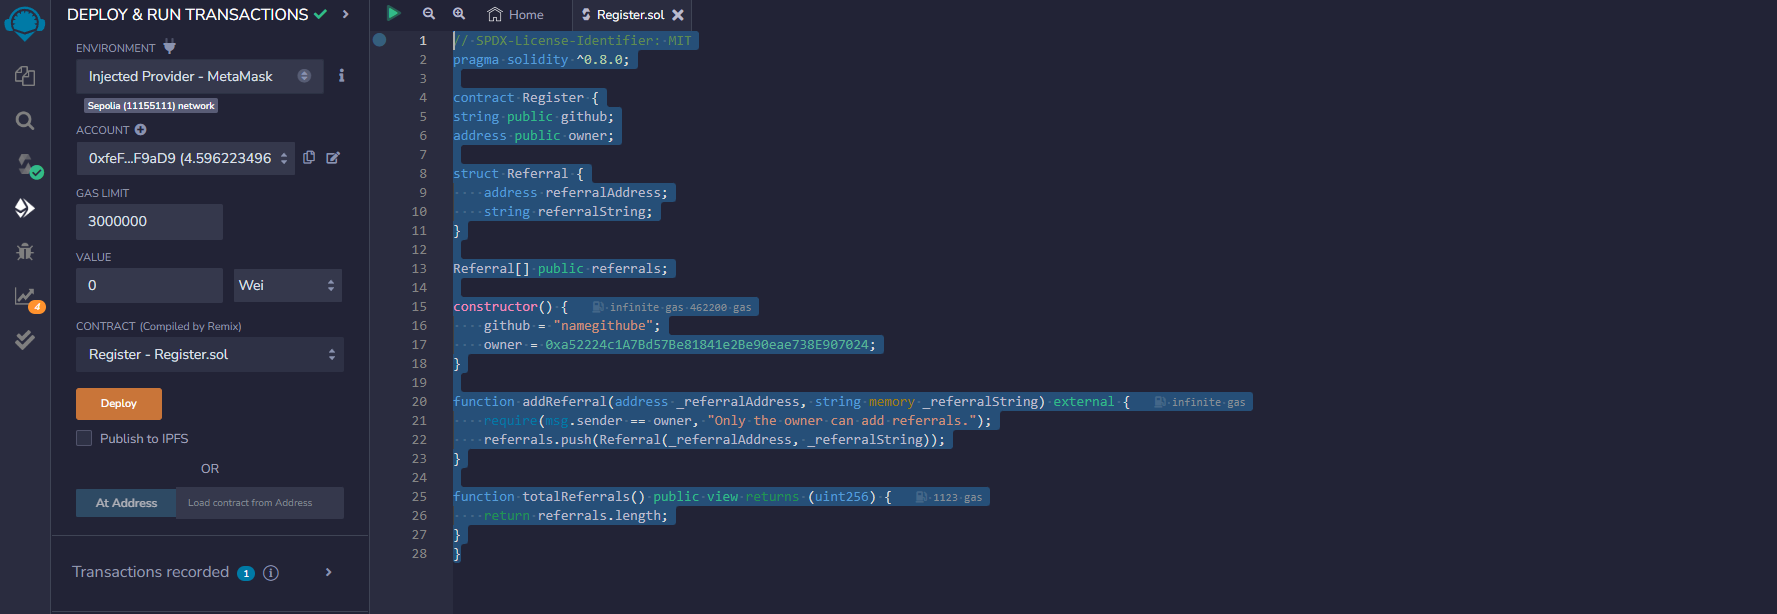 DEPLOY & RUN TRANSACTIONS
ENVIRONMENT
Injected Provider - MetaMask
Sepolia (11155111) network
ACCOUNT
0xfeF...F9aD9 (4.596223496
GAS LIMIT
3000000
VALUE
0
Wei
CONTRACT (Compiled by Remix)
Register - Register.sol
Deploy
Publish to IPFS
OR
At Address
Load contract from Address
Transactions recorded 1 i
4
Home
Register.sol
1 // SPDX-License-Identifier: MIT
2 pragma solidity ^0.8.0;
3
4 contract Register {
5 string public github;
6 address public owner;
7
8 struct Referral {
9 address referralAddress;
10 string referralString;
11 }
12
13 Referral[] public referrals;
14
15 constructor() { infinite gas 462200 gas
16 github = "namegithube";
17 owner = 0xa52224c1A7Bd57Be81841e2Be90eae738E907024;
18 }
19
20 function addReferral(address _referralAddress, string memory _referralString) external { infinite gas
21 require(msg.sender == owner, "Only the owner can add referrals.");
22 referrals.push(Referral(_referralAddress, _referralString));
23 }
24
25 function totalReferrals() public view returns (uint256) { 1123 gas
26 return referrals.length;
27 }
28 }